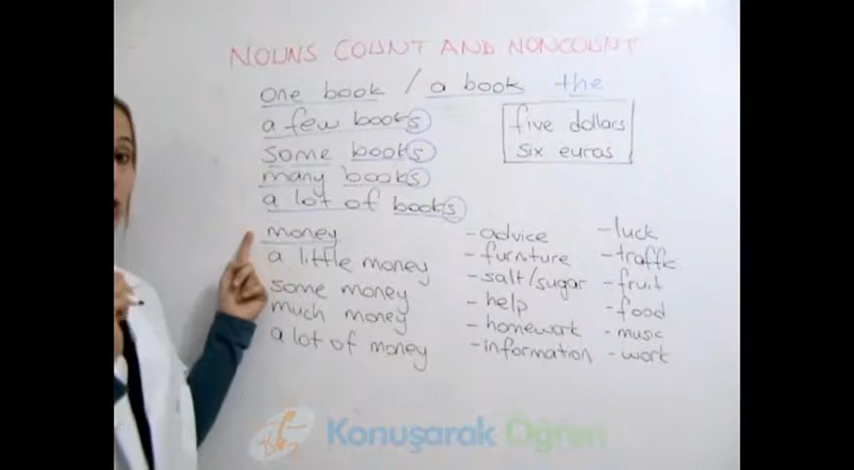 NOUNS COUNT AND NONCOUNT
one book / a book the
a few books
some books
many books
a lot of books
five dollars
six euros
money
a little money
some money
much money
a lot of money
- advice
- furnture
- salt/sugar
- help
- homework
- information
- luck
- traffic
- fruit
- food
- music
- work
Konuşarak Öğren